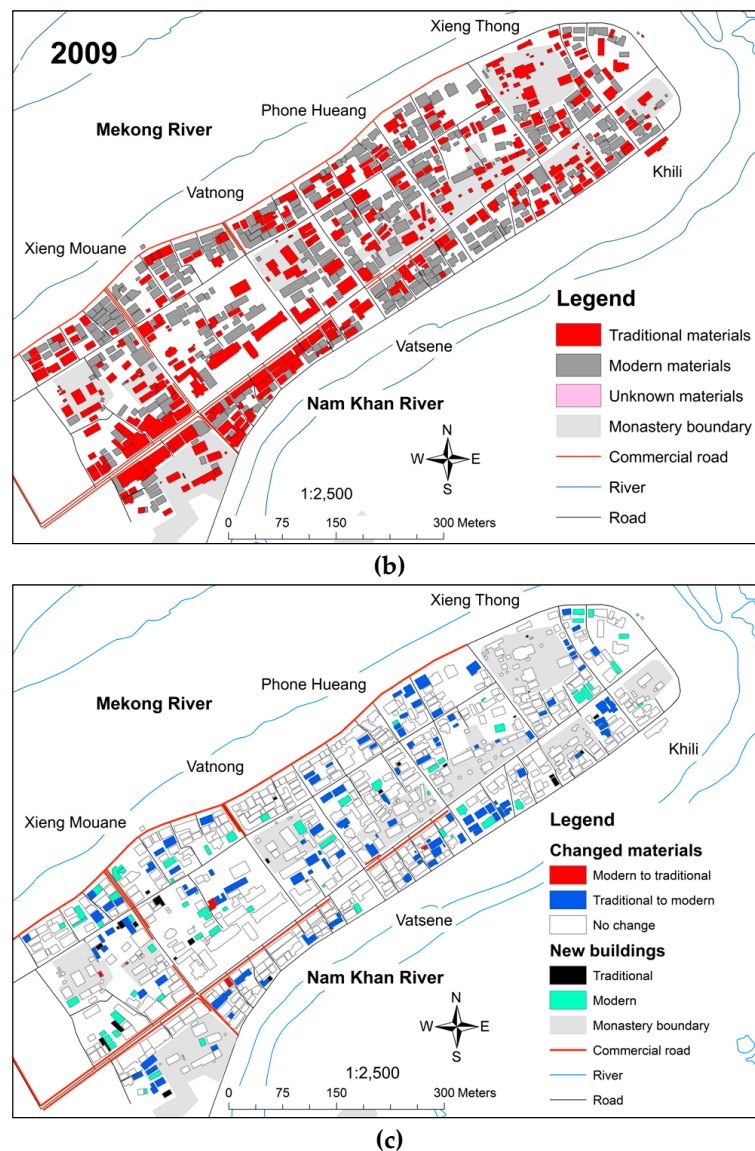 2009
Xieng Thong
Phone Hueang
Mekong River
Vatnong
Khili
Xieng Mouane
Legend
Traditional materials
Modern materials
Unknown materials
Monastery boundary
Commercial road
River
Road
Vatsene
Nam Khan River
N
W E
S
1:2,500
0 75 150 300 Meters
(b)
Xieng Thong
Phone Hueang
Mekong River
Vatnong
Khili
Xieng Mouane
Legend
Changed materials
Modern to traditional
Traditional to modern
No change
New buildings
Traditional
Modern
Monastery boundary
Commercial road
River
Road
Vatsene
Nam Khan River
N
W E
S
1:2,500
0 75 150 300 Meters
(c)